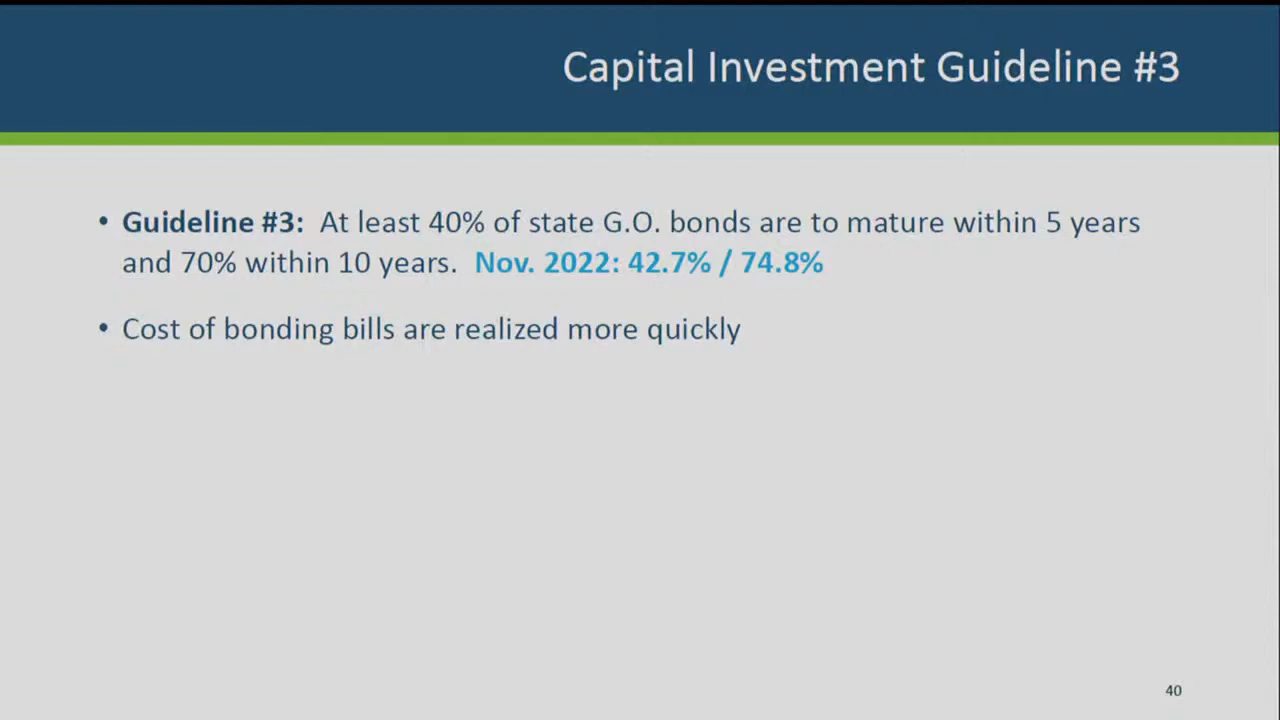 Capital Investment Guideline #3
• Guideline #3: At least 40% of state G.O. bonds are to mature within 5 years
and 70% within 10 years. Nov. 2022: 42.7% / 74.8%
• Cost of bonding bills are realized more quickly
40